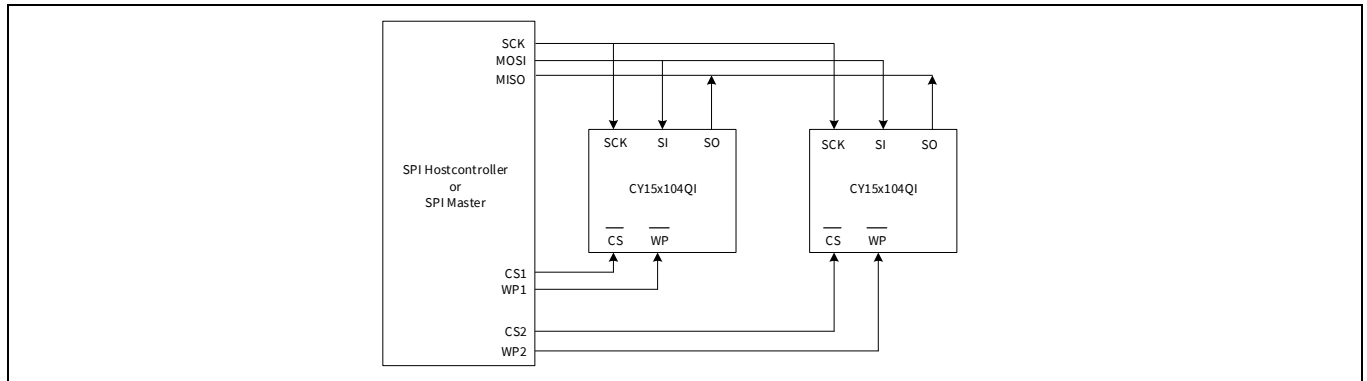 SCK
MOSI
MISO
SCK SI SO
SCK SI SO
SPI Hostcontroller
or
SPI Master
CY15x104QI
CY15x104QI
CS WP
CS WP
CS1
WP1
CS2
WP2